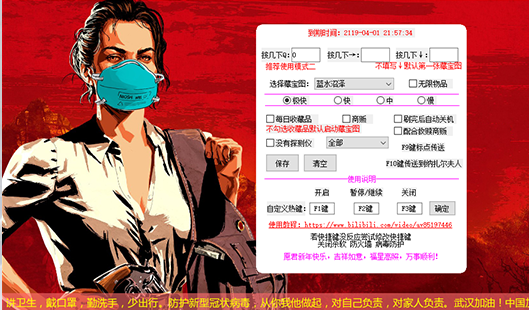 到期时间：2119-04-01 21:57:34
按几下Q：0 按几下→： 按几下↓：
推荐使用模式二 不填写↓默认第一张藏宝图
选择藏宝图： 蓝水沼泽 无限物品
极快 快 中 慢
每日收藏品 商贩 刷完后自动关机
不勾选收藏品默认启动藏宝图 配合救赎商贩
没有探测仪 全部 F9键标点传送
保存 清空 F10键传送到纳扎尔夫人
使用说明
开启 暂停/继续 关闭
自定义热键： F1键 F2键 F3键 确定
使用教程：https://www.bilibili.com/video/av85197446
若快捷键没反应尝试修改快捷键
关闭杀软 防火墙 病毒防护
愿君新年快乐，吉祥如意，福星高照，万事顺利！
讲卫生，戴口罩，勤洗手，少出行。防护新型冠状病毒，从你我他做起，对自己负责，对家人负责。武汉加油！中国